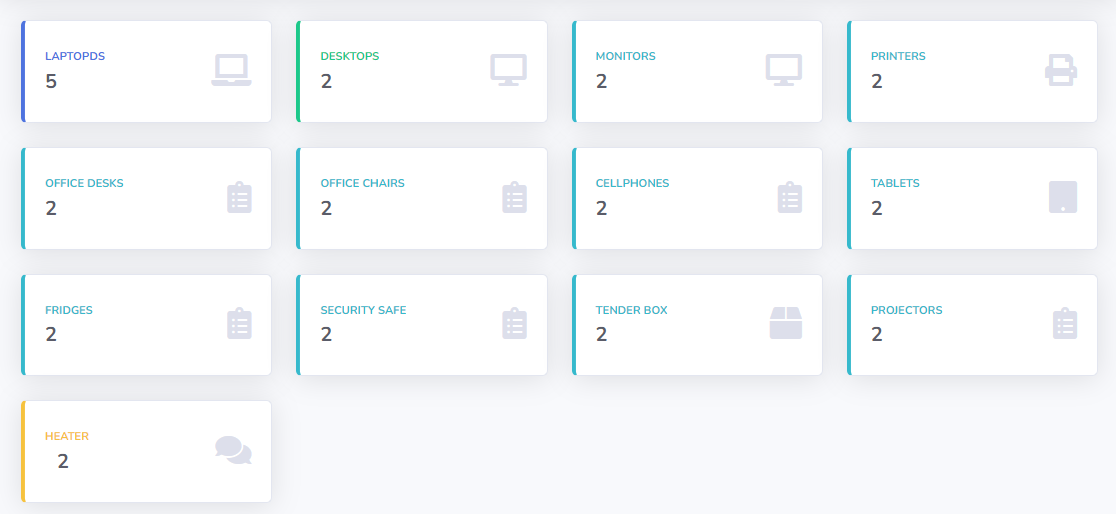 LAPTOPDS
5
DESKTOPS
2
MONITORS
2
PRINTERS
2
OFFICE DESKS
2
OFFICE CHAIRS
2
CELLPHONES
2
TABLETS
2
FRIDGES
2
SECURITY SAFE
2
TENDER BOX
2
PROJECTORS
2
HEATER
2